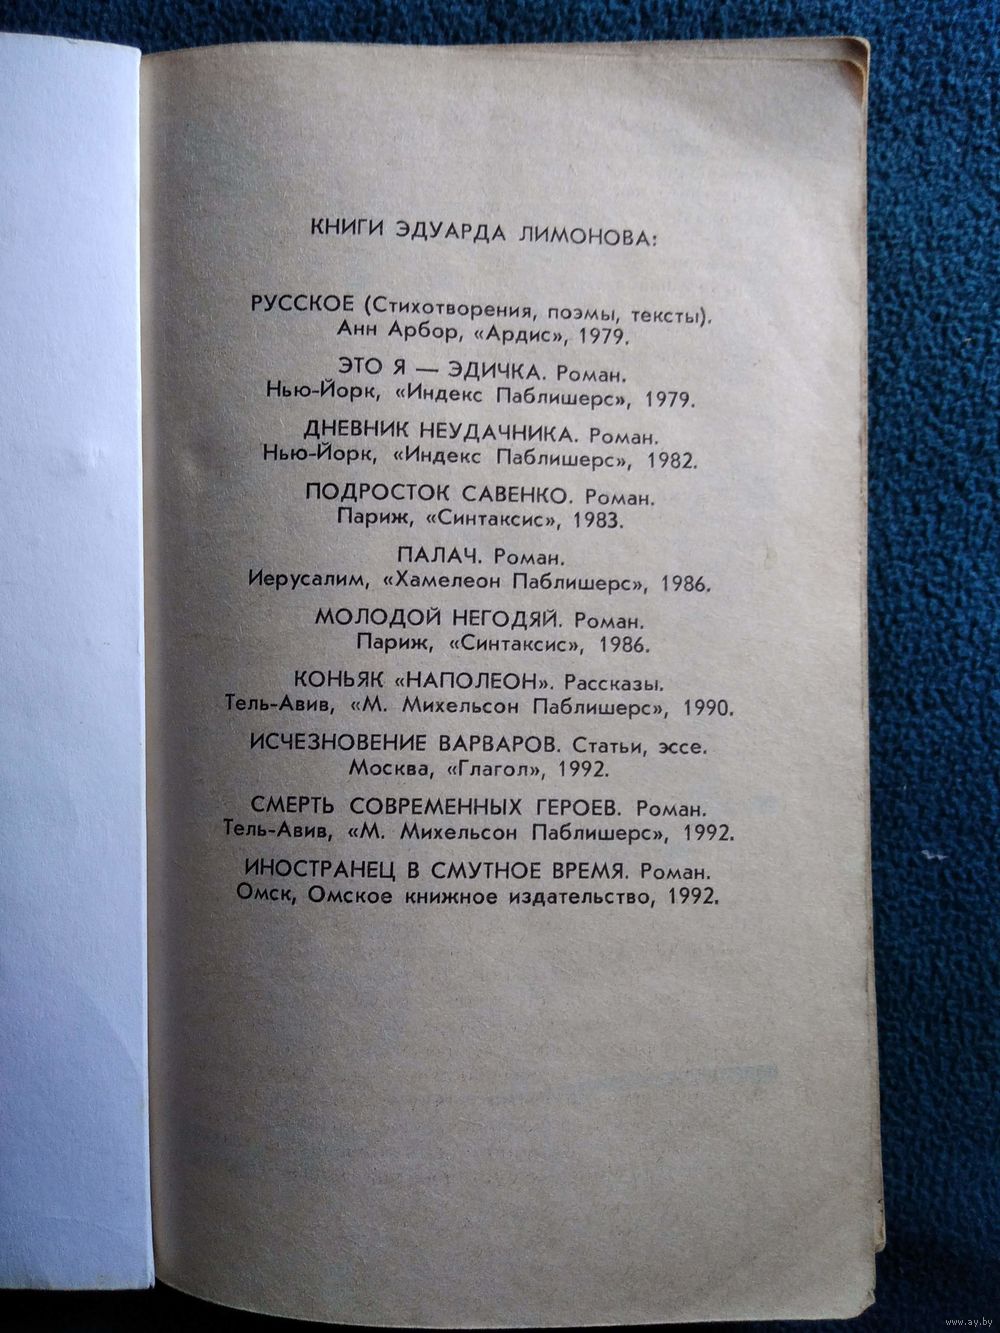 КНИГИ ЭДУАРДА ЛИМОНОВА:
РУССКОЕ (Стихотворения, поэмы, тексты).
Анн Арбор, «Ардис», 1979.
ЭТО Я — ЭДИЧКА. Роман.
Нью-Йорк, «Индекс Паблишерс», 1979.
ДНЕВНИК НЕУДАЧНИКА. Роман.
Нью-Йорк, «Индекс Паблишерс», 1982.
ПОДРОСТОК САВЕНКО. Роман.
Париж, «Синтаксис», 1983.
ПАЛАЧ. Роман.
Иерусалим, «Хамелеон Паблишерс», 1986.
МОЛОДОЙ НЕГОДЯЙ. Роман.
Париж, «Синтаксис», 1986.
КОНЬЯК «НАПОЛЕОН». Рассказы.
Тель-Авив, «М. Михельсон Паблишерс», 1990.
ИСЧЕЗНОВЕНИЕ ВАРВАРОВ. Статьи, эссе.
Москва, «Глагол», 1992.
СМЕРТЬ СОВРЕМЕННЫХ ГЕРОЕВ. Роман.
Тель-Авив, «М. Михельсон Паблишерс», 1992.
ИНОСТРАНЕЦ В СМУТНОЕ ВРЕМЯ. Роман.
Омск, Омское книжное издательство, 1992.
www.ay.by